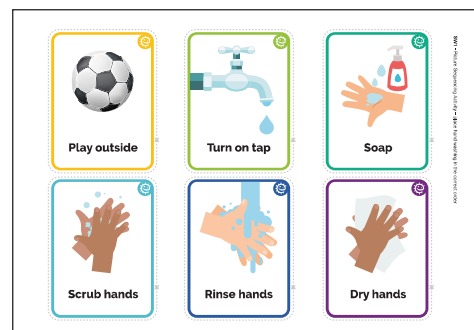 Play outside
Turn on tap
Soap
Scrub hands
Rinse hands
Dry hands